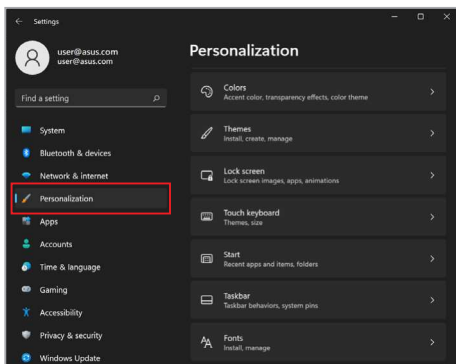 Settings
user@asus.com
user@asus.com
Find a setting
System
Bluetooth & devices
Network & internet
Personalization
Apps
Accounts
Time & language
Gaming
Accessibility
Privacy & security
Windows Update
Personalization
Colors
Accent color, transparency effects, color theme
Themes
Install, create, manage
Lock screen
Lock screen images, apps, animations
Touch keyboard
Themes, size
Start
Recent apps and items, folders
Taskbar
Taskbar behaviors, system pins
Fonts
Install, manage